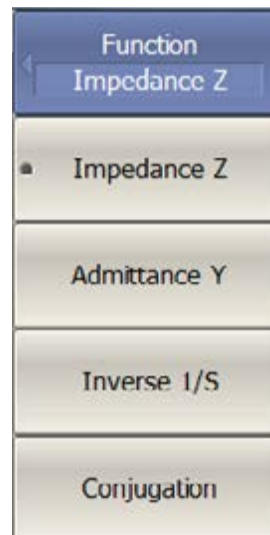 Function
Impedance Z
Impedance Z
Admittance Y
Inverse 1/S
Conjugation